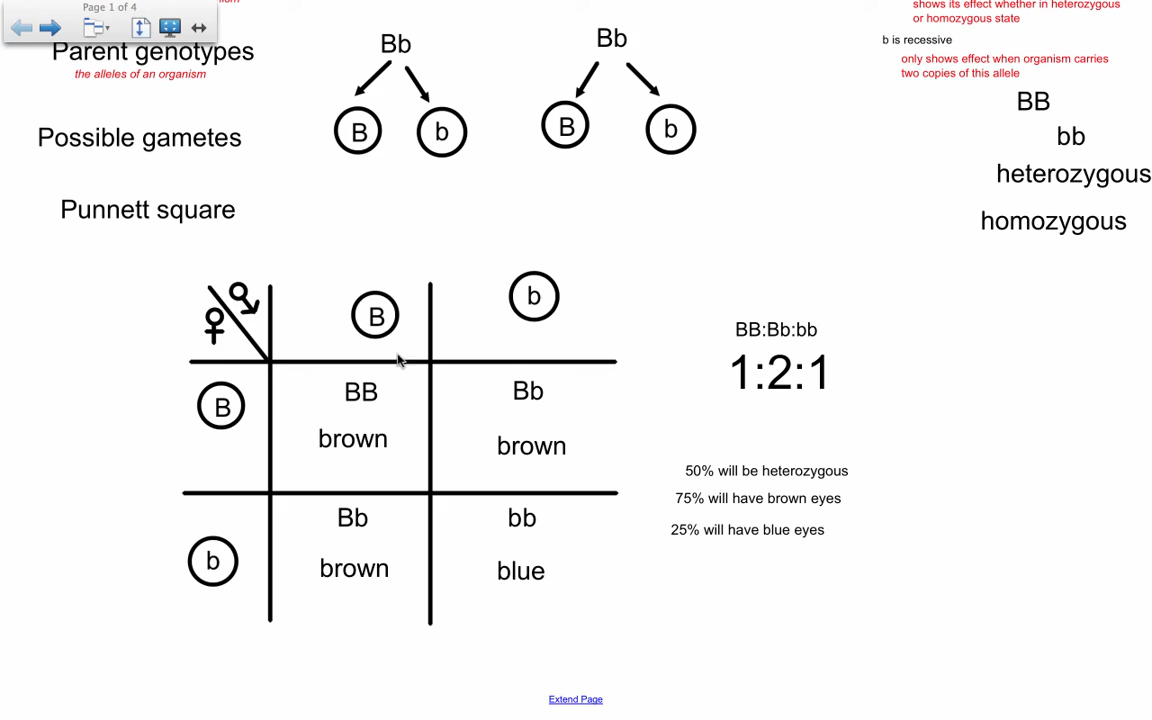 Page 1 of 4
shows its effect whether in heterozygous
or homozygous state
b is recessive
only shows effect when organism carries
two copies of this allele
Parent genotypes
the alleles of an organism
Bb
Bb
B
b
B
b
Possible gametes
BB
bb
heterozygous
homozygous
Punnett square
B
b
B
BB
Bb
brown
brown
b
Bb
bb
brown
blue
BB:Bb:bb
1:2:1
50% will be heterozygous
75% will have brown eyes
25% will have blue eyes
Extend Page